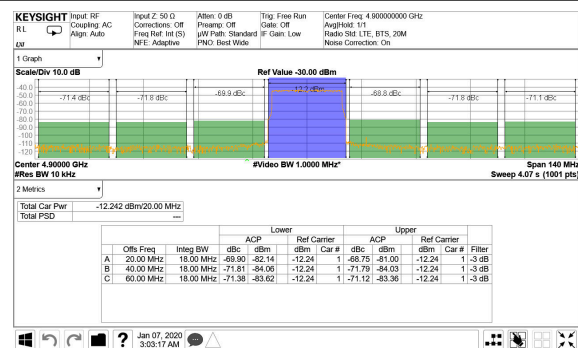 KEYSIGHT Input: RF Input Z: 50 Ω Atten: 0 dB Trig: Free Run Center Freq: 4.900000000 GHz
RL Coupling: AC Corrections: Off Preamp: Off Gate: Off Avg|Hold: 1/1
Align: Auto Freq Ref: Int (S) µW Path: Standard IF Gain: Low Radio Std: LTE, BTS, 20M
LXI NFE: Adaptive PNO: Best Wide Noise Correction: On
1 Graph
Scale/Div 10.0 dB Ref Value -30.00 dBm
-40.0
-50.0
-60.0
-70.0
-80.0
-90.0
-100
-110
-120
-71.4 dBc -71.8 dBc -69.9 dBc -12.2 dBm -68.8 dBc -71.8 dBc -71.1 dBc
Center 4.90000 GHz #Video BW 1.0000 MHz* Span 140 MHz
#Res BW 10 kHz Sweep 4.07 s (1001 pts)
2 Metrics
Total Car Pwr -12.242 dBm/20.00 MHz
Total PSD ---
Lower Upper
ACP Ref Carrier ACP Ref Carrier
Offs Freq Integ BW dBc dBm dBm Car # dBc dBm dBm Car # Filter
A 20.00 MHz 18.00 MHz -69.90 -82.14 -12.24 1 -68.75 -81.00 -12.24 1 -3 dB
B 40.00 MHz 18.00 MHz -71.81 -84.06 -12.24 1 -71.79 -84.03 -12.24 1 -3 dB
C 60.00 MHz 18.00 MHz -71.38 -83.62 -12.24 1 -71.12 -83.36 -12.24 1 -3 dB
?
Jan 07, 2020
3:03:17 AM